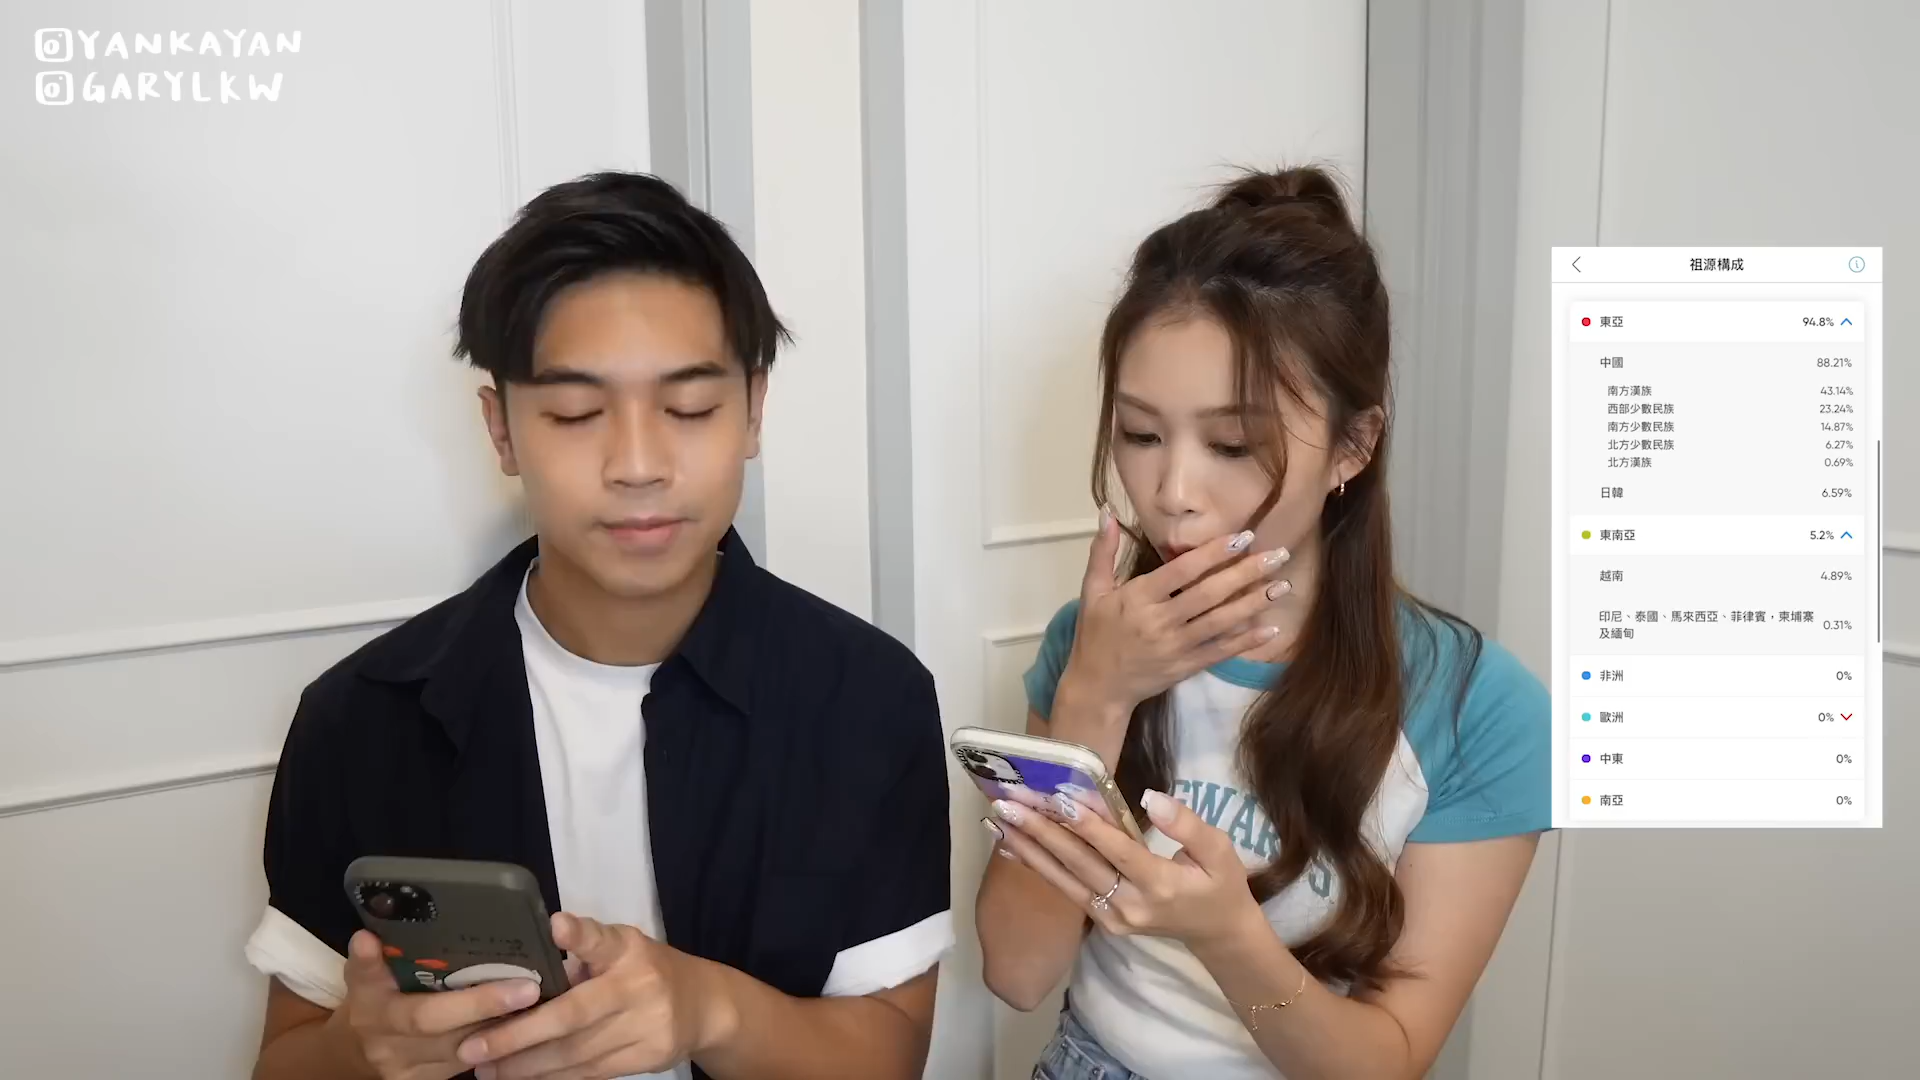 YANKAYAN
GARYLKW
祖源構成
東亞 94.8%
中國 88.21%
南方漢族 43.14%
西部少數民族 23.24%
南方少數民族 14.87%
北方少數民族 6.27%
北方漢族 0.69%
日韓 6.59%
東南亞 5.2%
越南 4.89%
印尼、泰國、馬來西亞、菲律賓，柬埔寨
及緬甸 0.31%
非洲 0%
歐洲 0%
中東 0%
南亞 0%